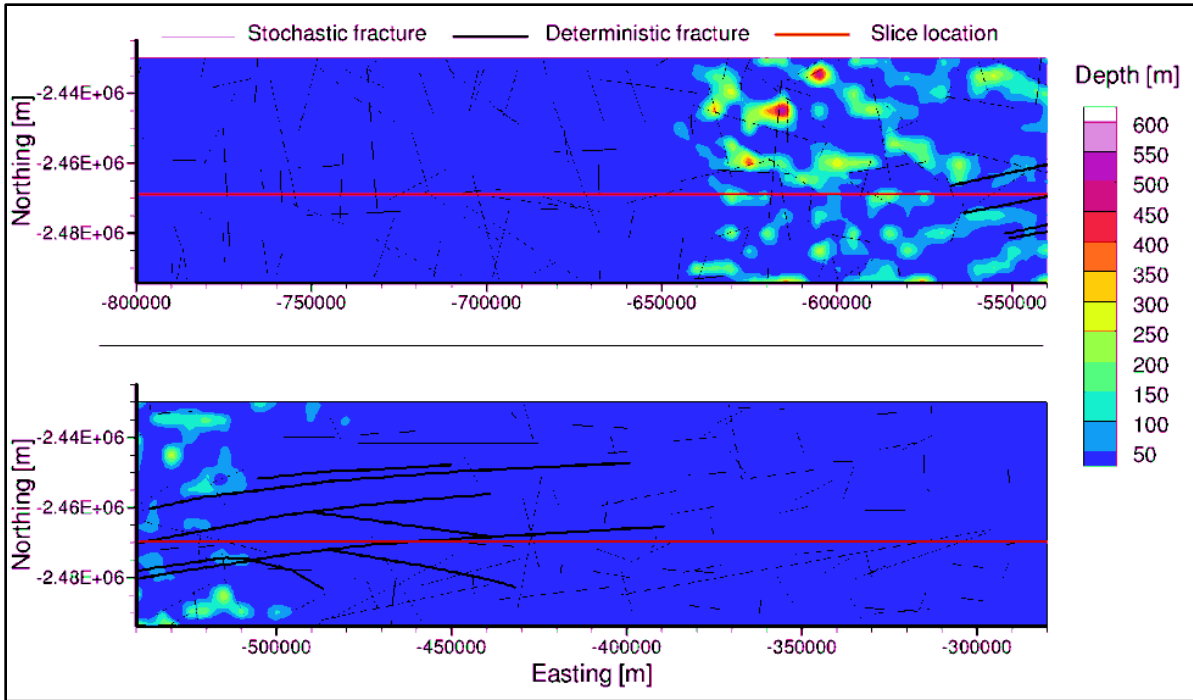 Stochastic fracture Deterministic fracture Slice location
Depth [m]
600
550
500
450
400
350
300
250
200
150
100
50
Northing [m]
-2.44E+06
-2.46E+06
-2.48E+06
-800000 -750000 -700000 -650000 -600000 -550000
Northing [m]
-2.44E+06
-2.46E+06
-2.48E+06
-500000 -450000 -400000 -350000 -300000
Easting [m]